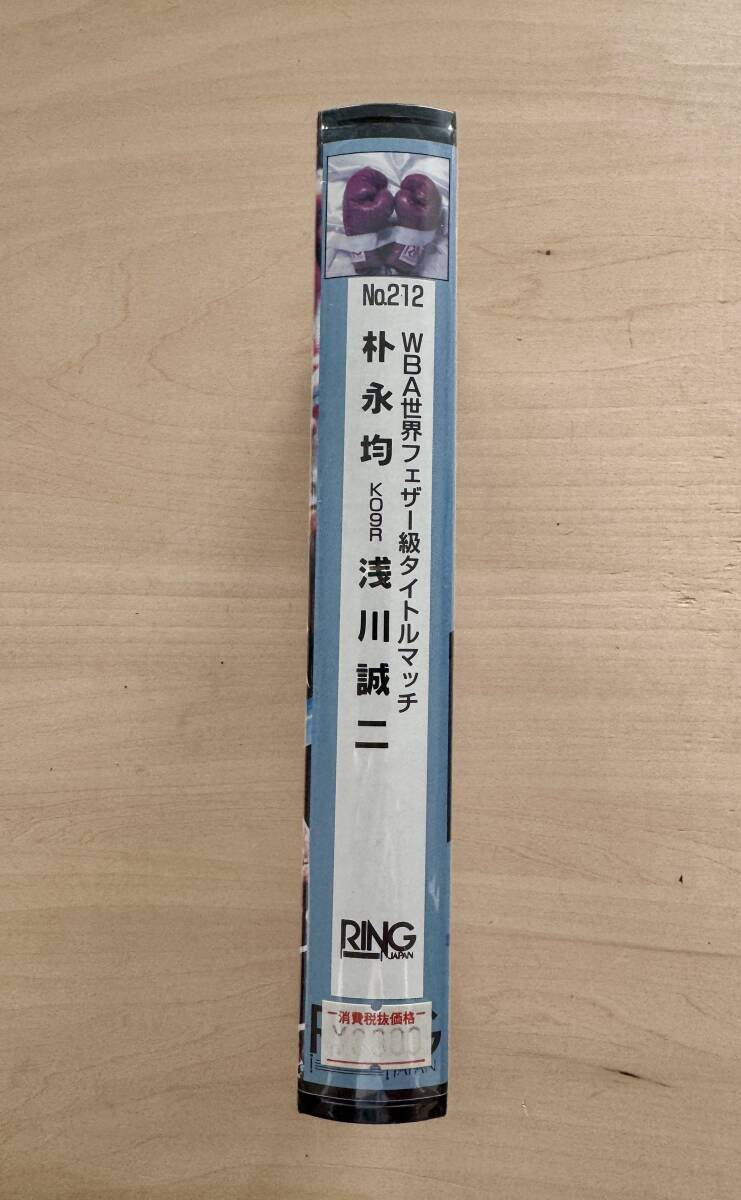 No.212
WBA世界フェザー級タイトルマッチ
朴永均 KO9R 浅川誠二
RING
JAPAN
消費税抜価格
JAPAN